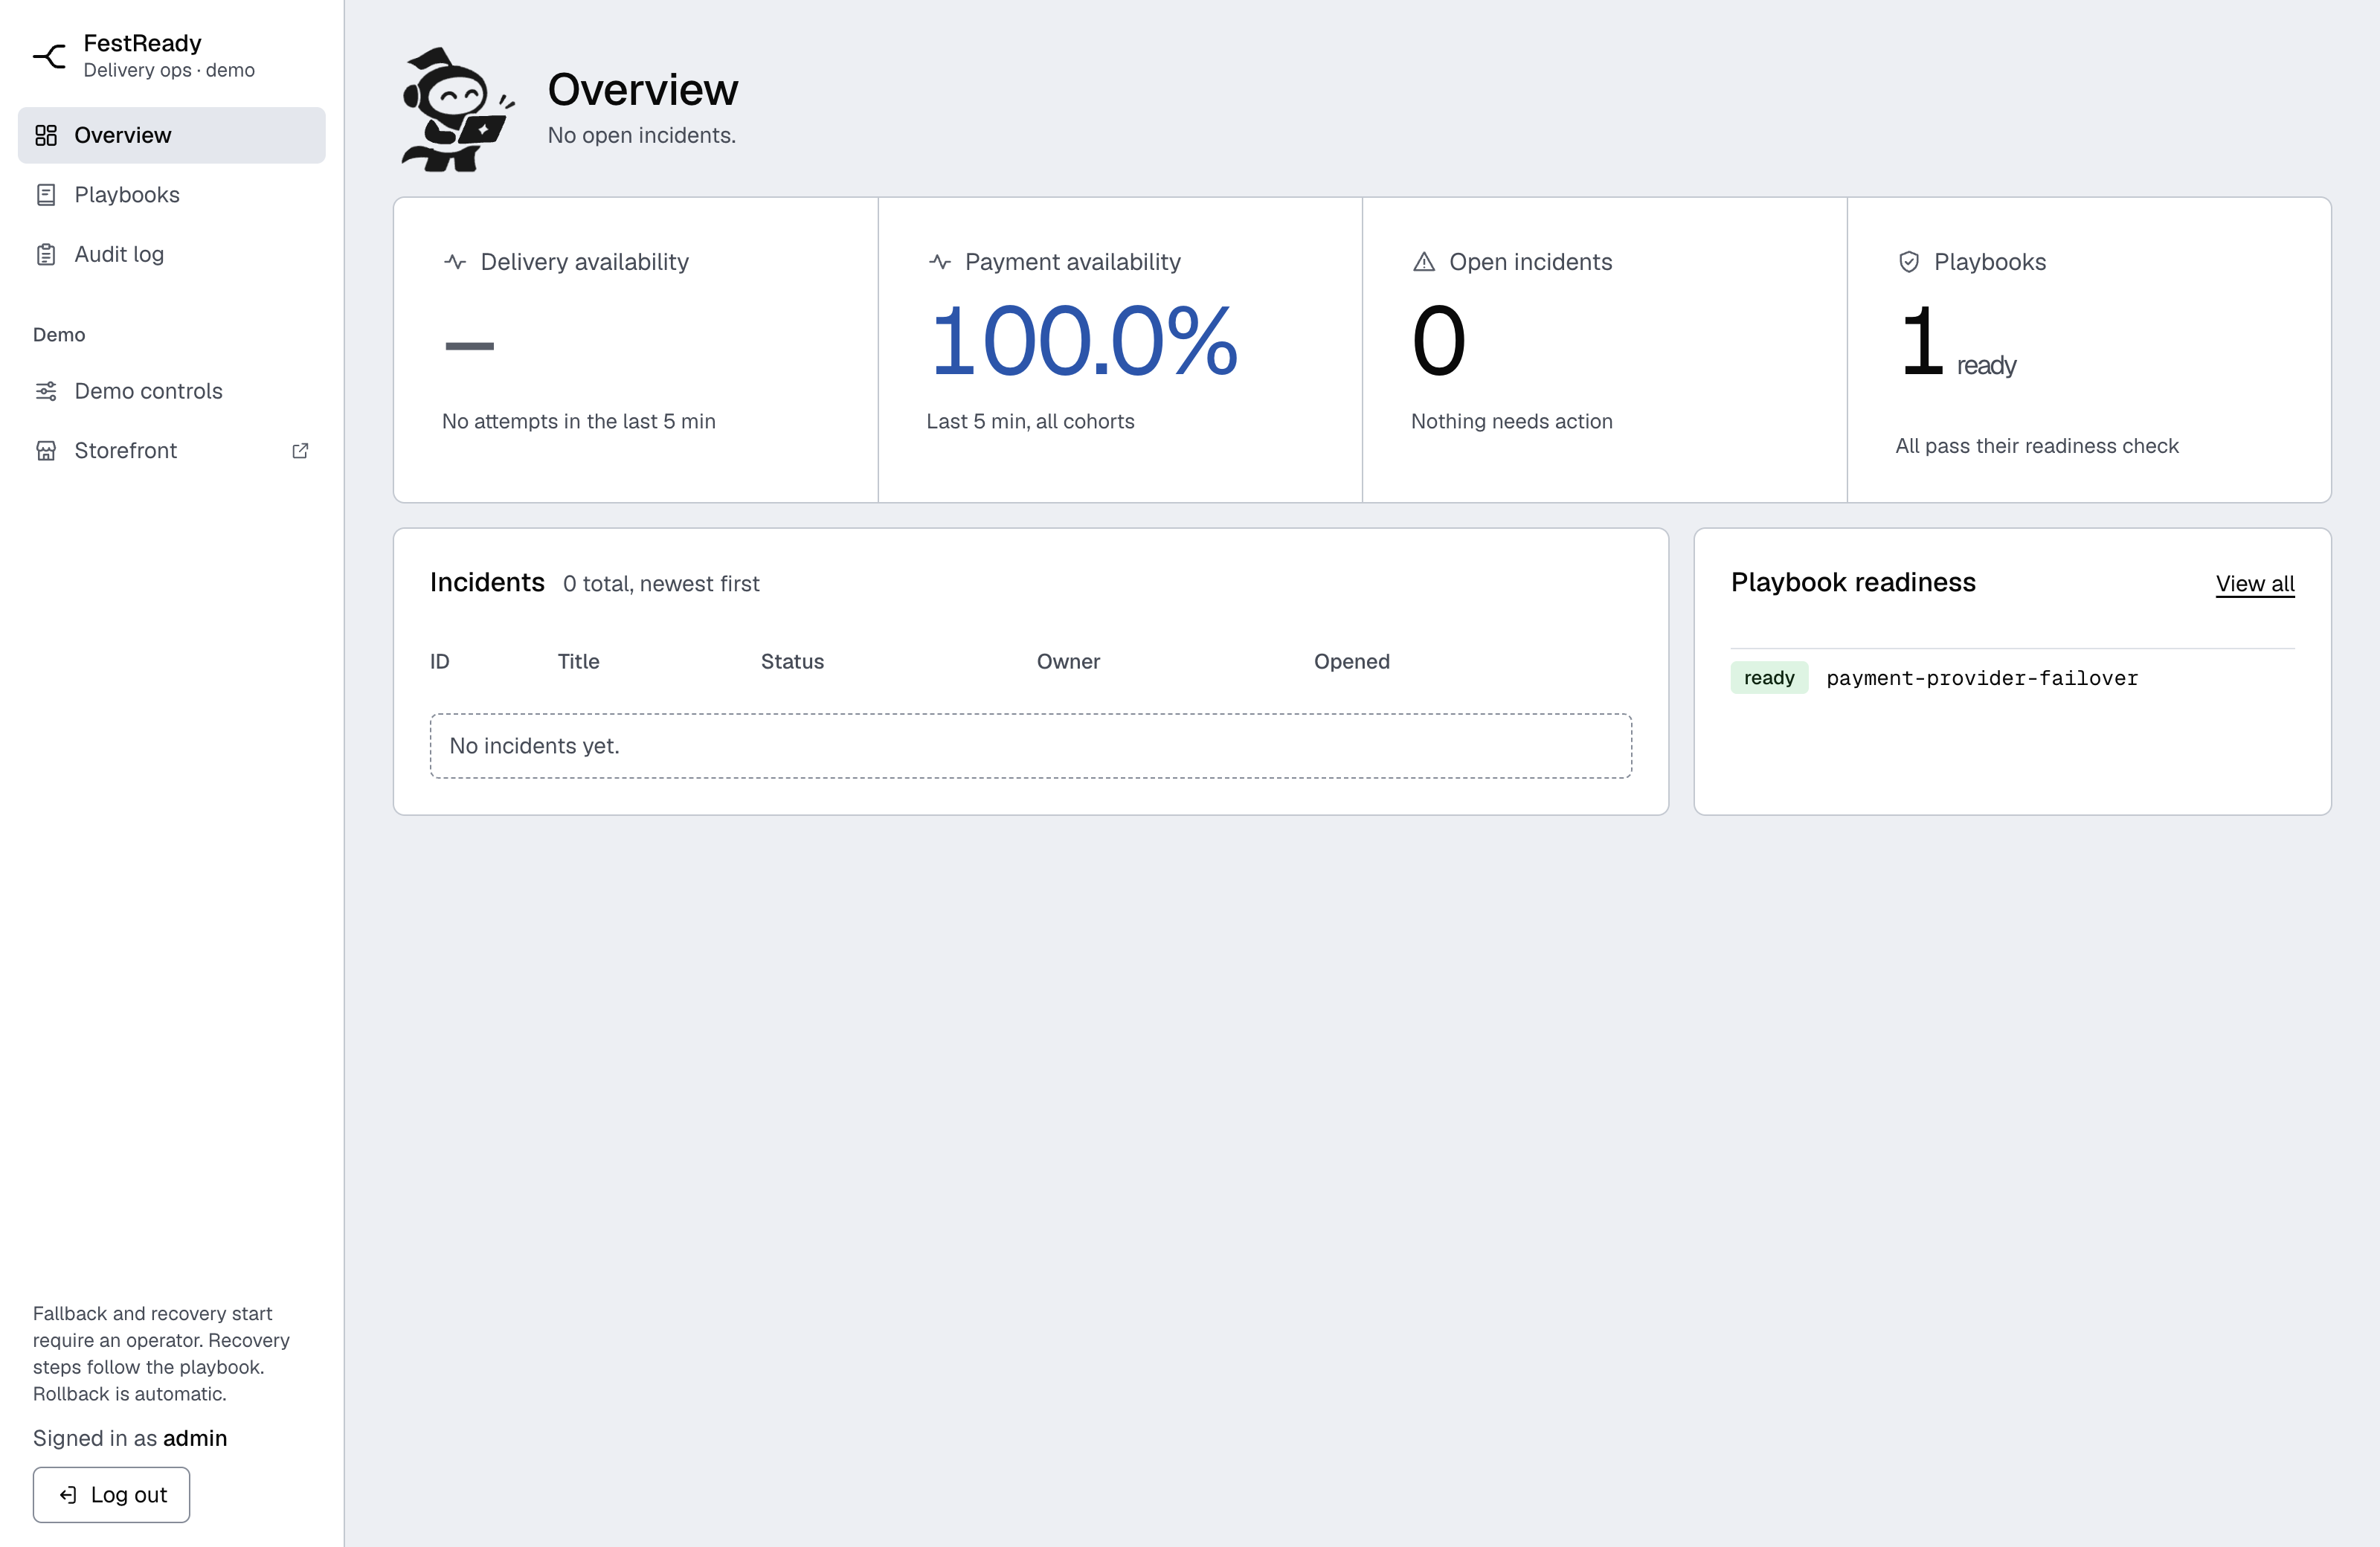 FestReady
Delivery ops · demo
Overview
Playbooks
Audit log
Demo
Demo controls
Storefront
Fallback and recovery start
require an operator. Recovery
steps follow the playbook.
Rollback is automatic.
Signed in as admin
Log out
Overview
No open incidents.
Delivery availability
—
No attempts in the last 5 min
Payment availability
100.0%
Last 5 min, all cohorts
Open incidents
0
Nothing needs action
Playbooks
1 ready
All pass their readiness check
Incidents 0 total, newest first
ID Title Status Owner Opened
No incidents yet.
Playbook readiness View all
ready payment-provider-failover